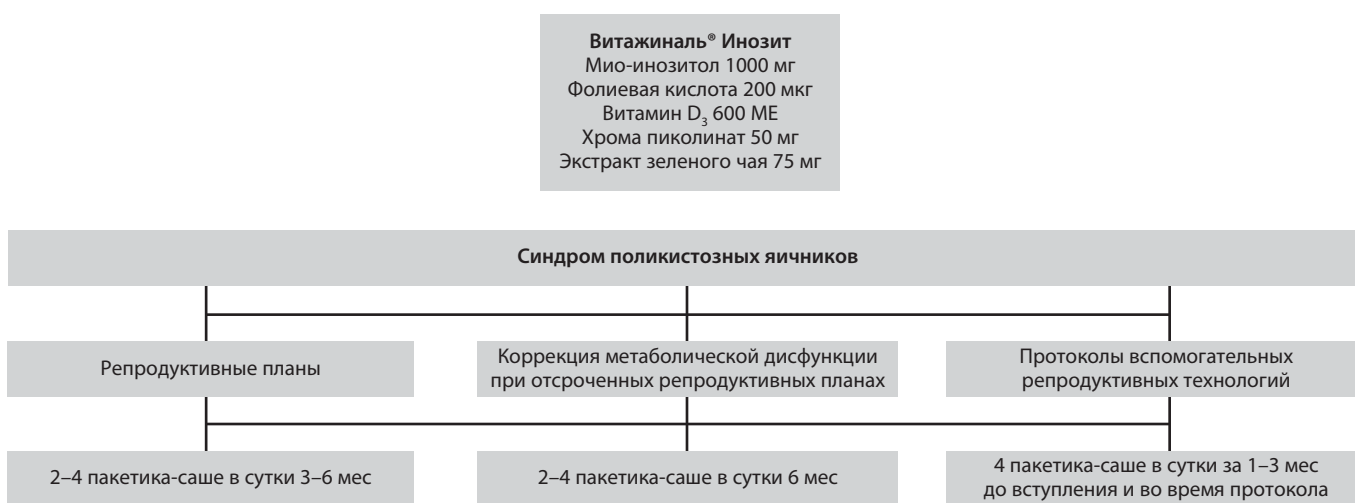 Витажиналь® Инозит
Мио-инозитол 1000 мг
Фолиевая кислота 200 мкг
Витамин D₃ 600 МЕ
Хрома пиколинат 50 мг
Экстракт зеленого чая 75 мг
Синдром поликистозных яичников
Репродуктивные планы
Коррекция метаболической дисфункции
при отсроченных репродуктивных планах
Протоколы вспомогательных
репродуктивных технологий
2–4 пакетика-саше в сутки 3–6 мес
2–4 пакетика-саше в сутки 6 мес
4 пакетика-саше в сутки за 1–3 мес
до вступления и во время протокола